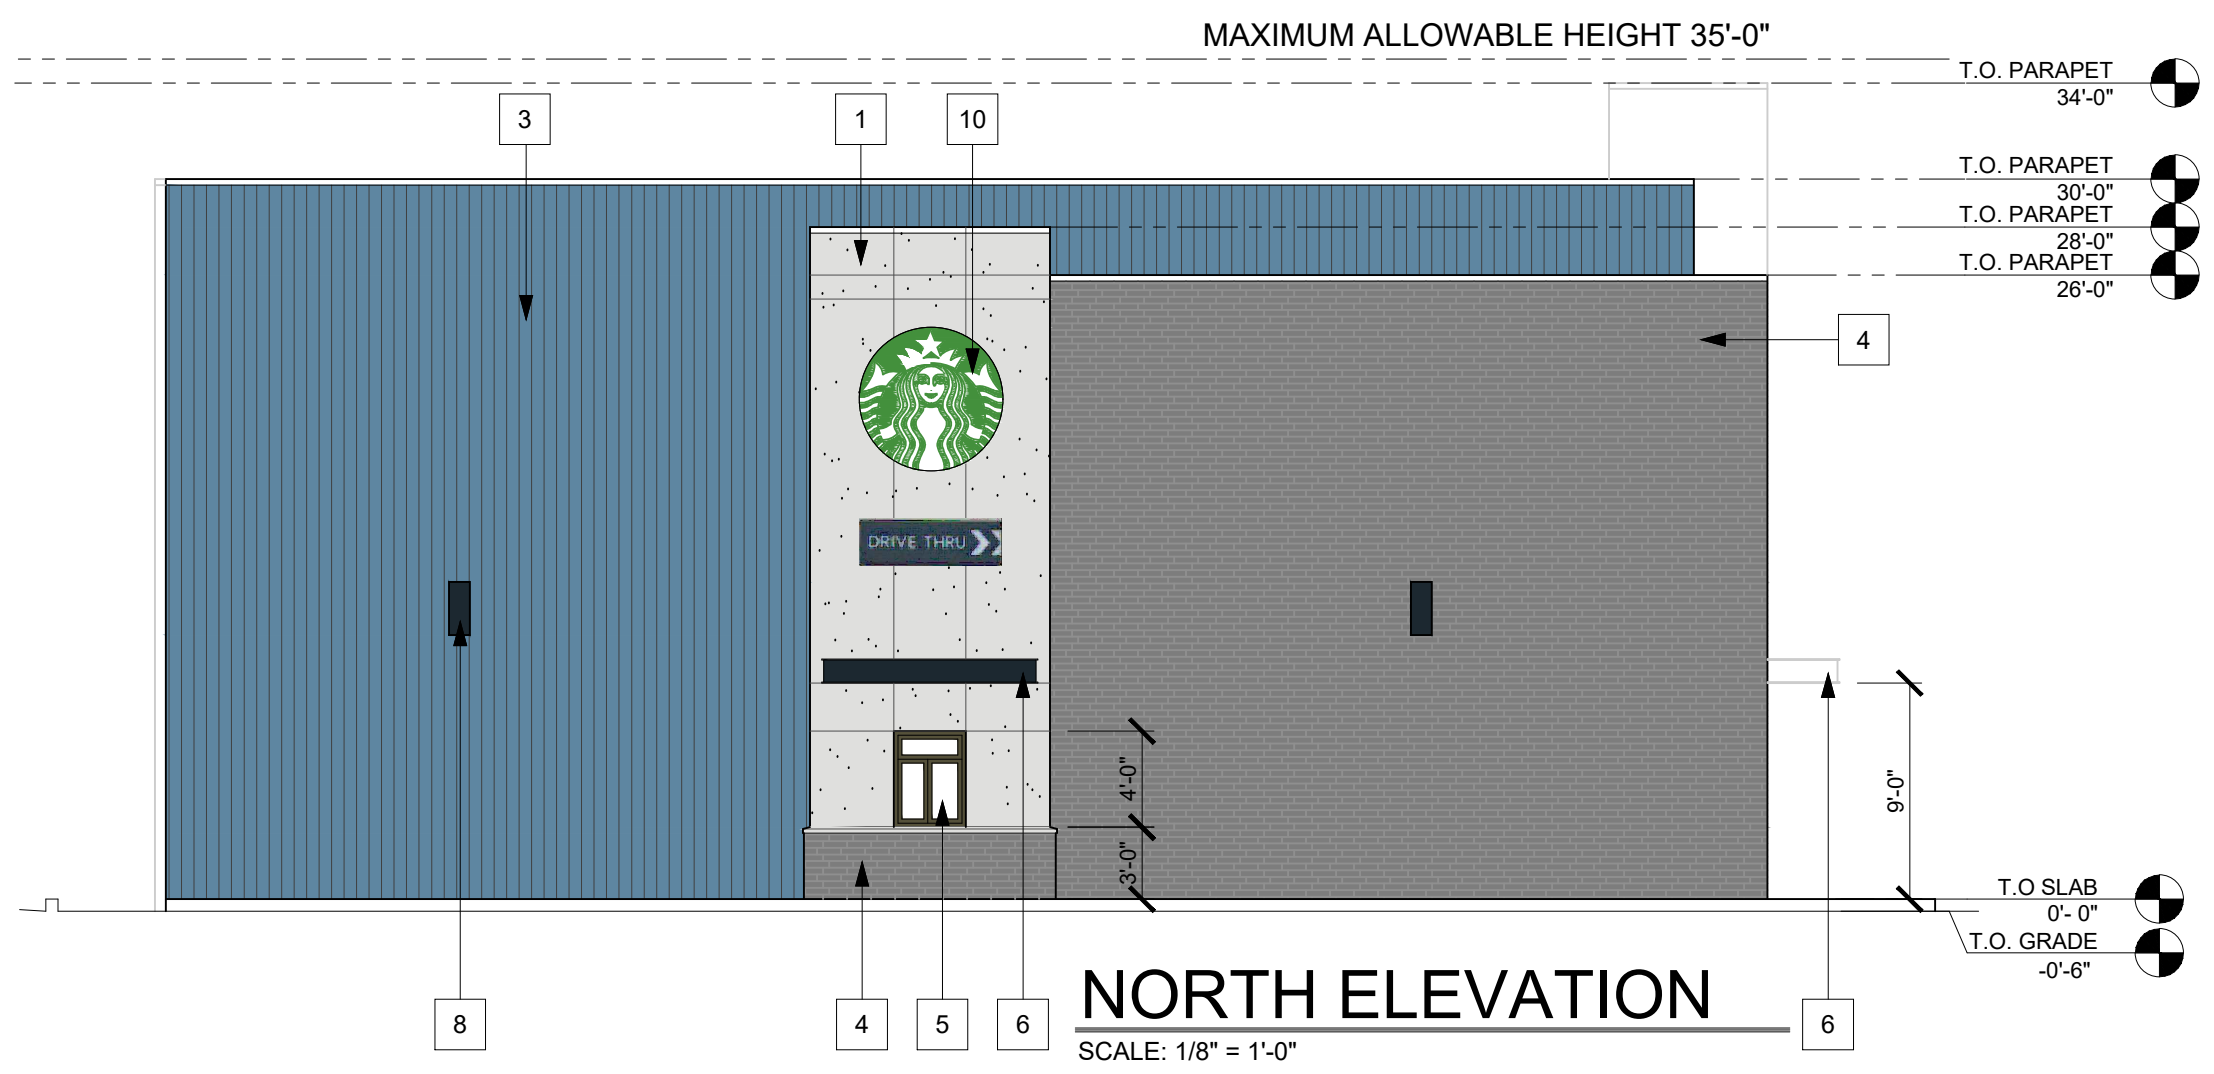 MAXIMUM ALLOWABLE HEIGHT 35'-0"
T.O. PARAPET
34'-0"
3
1
10
T.O. PARAPET
30'-0"
T.O. PARAPET
28'-0"
T.O. PARAPET
26'-0"
4
DRIVE THRU
4'-0"
9'-0"
3'-0"
T.O SLAB
0'- 0"
T.O. GRADE
-0'-6"
8
4
5
6
NORTH ELEVATION
6
SCALE: 1/8" = 1'-0"